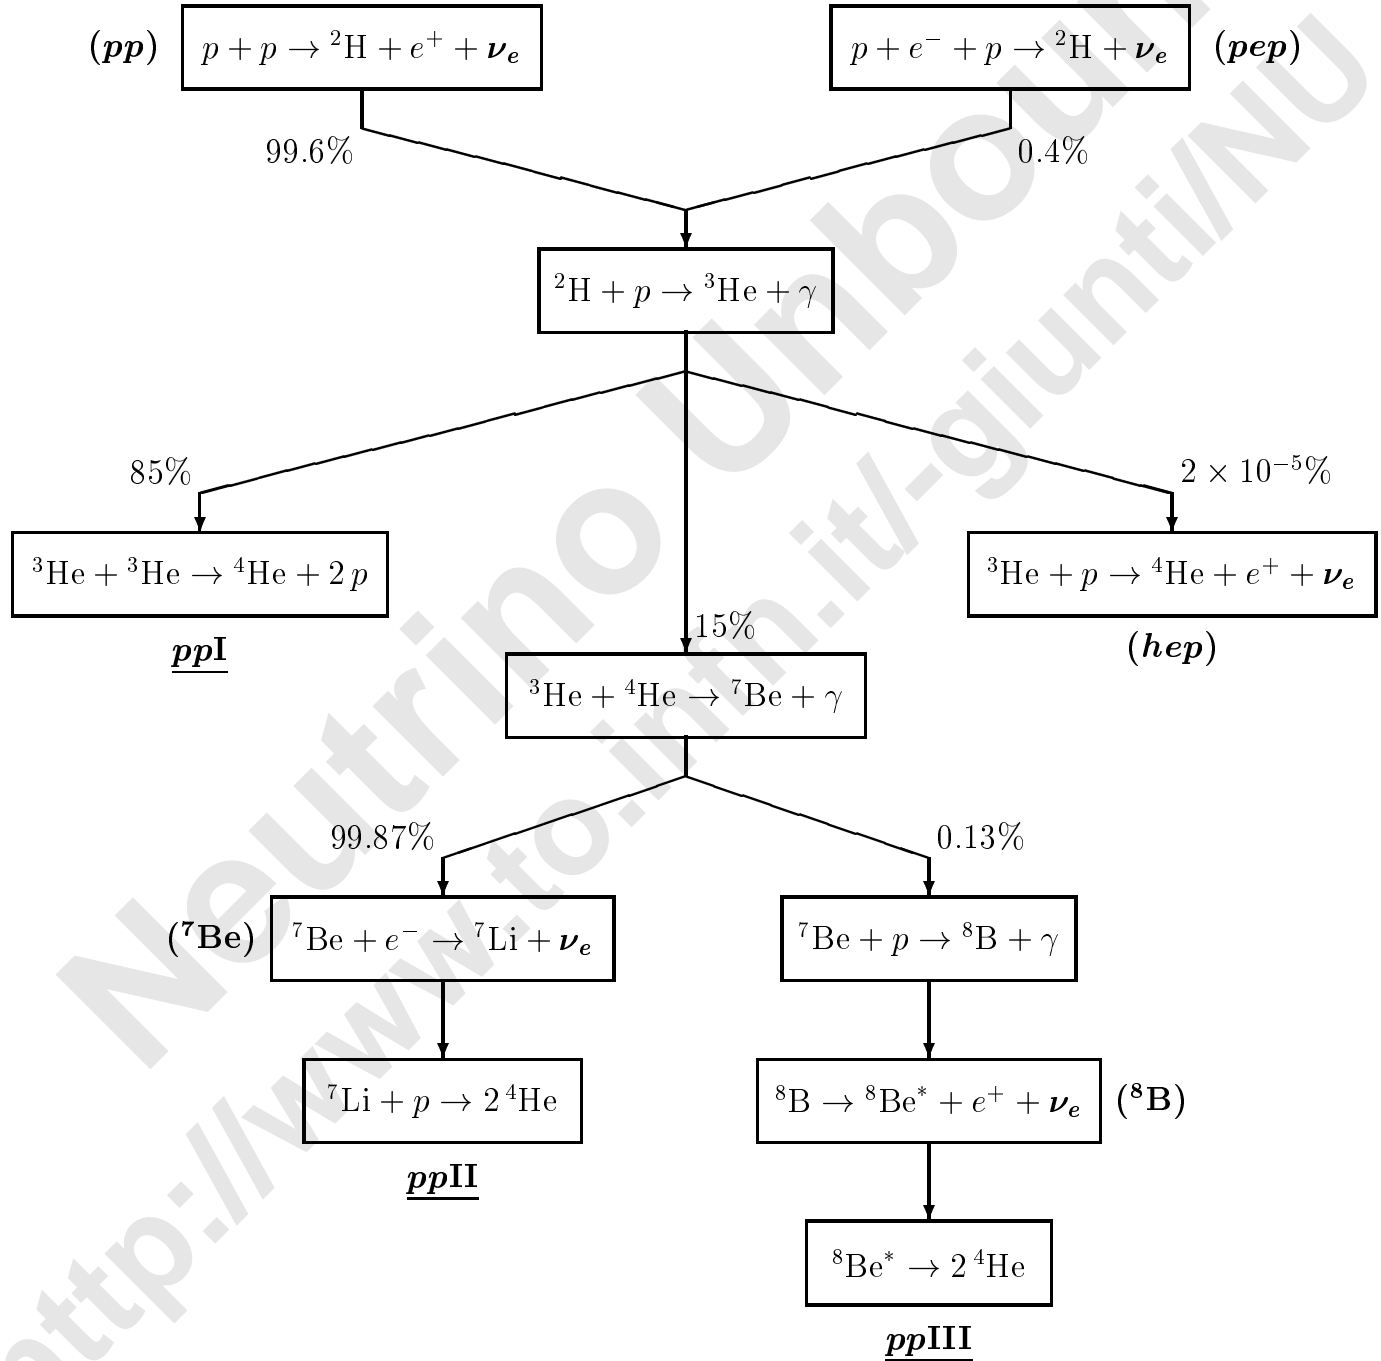 (pp) p + p → ²H + e⁺ + νₑ
p + e⁻ + p → ²H + νₑ (pep)
99.6%
0.4%
²H + p → ³He + γ
85%
2 × 10⁻⁵%
³He + ³He → ⁴He + 2 p
³He + p → ⁴He + e⁺ + νₑ
ppI
(hep)
15%
³He + ⁴He → ⁷Be + γ
99.87%
0.13%
(⁷Be) ⁷Be + e⁻ → ⁷Li + νₑ
⁷Be + p → ⁸B + γ
⁷Li + p → 2 ⁴He
⁸B → ⁸Be* + e⁺ + νₑ (⁸B)
ppII
⁸Be* → 2 ⁴He
ppIII
Neutrino Unboun
http://www.to.infn.it/~giunti/NU